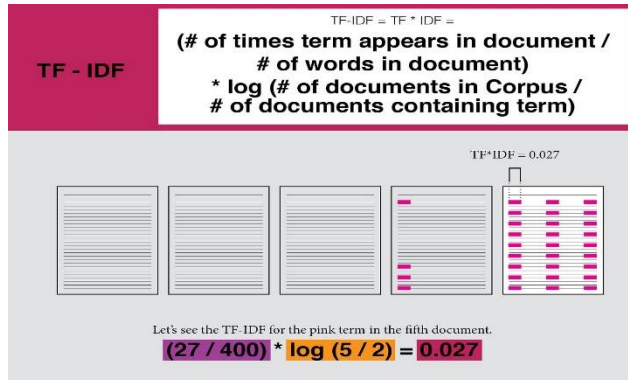 TF - IDF
TF-IDF = TF * IDF =
(# of times term appears in document /
# of words in document)
* log (# of documents in Corpus /
# of documents containing term)
TF*IDF = 0.027
Let's see the TF-IDF for the pink term in the fifth document.
(27 / 400) * log (5 / 2) = 0.027